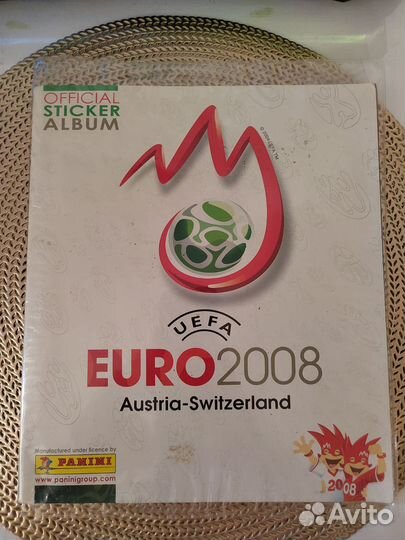 OFFICIAL
STICKER
ALBUM
UEFA
EURO2008
Austria-Switzerland
Manufactured under licence by
PANINI
www.paninigroup.com
2008
Avito